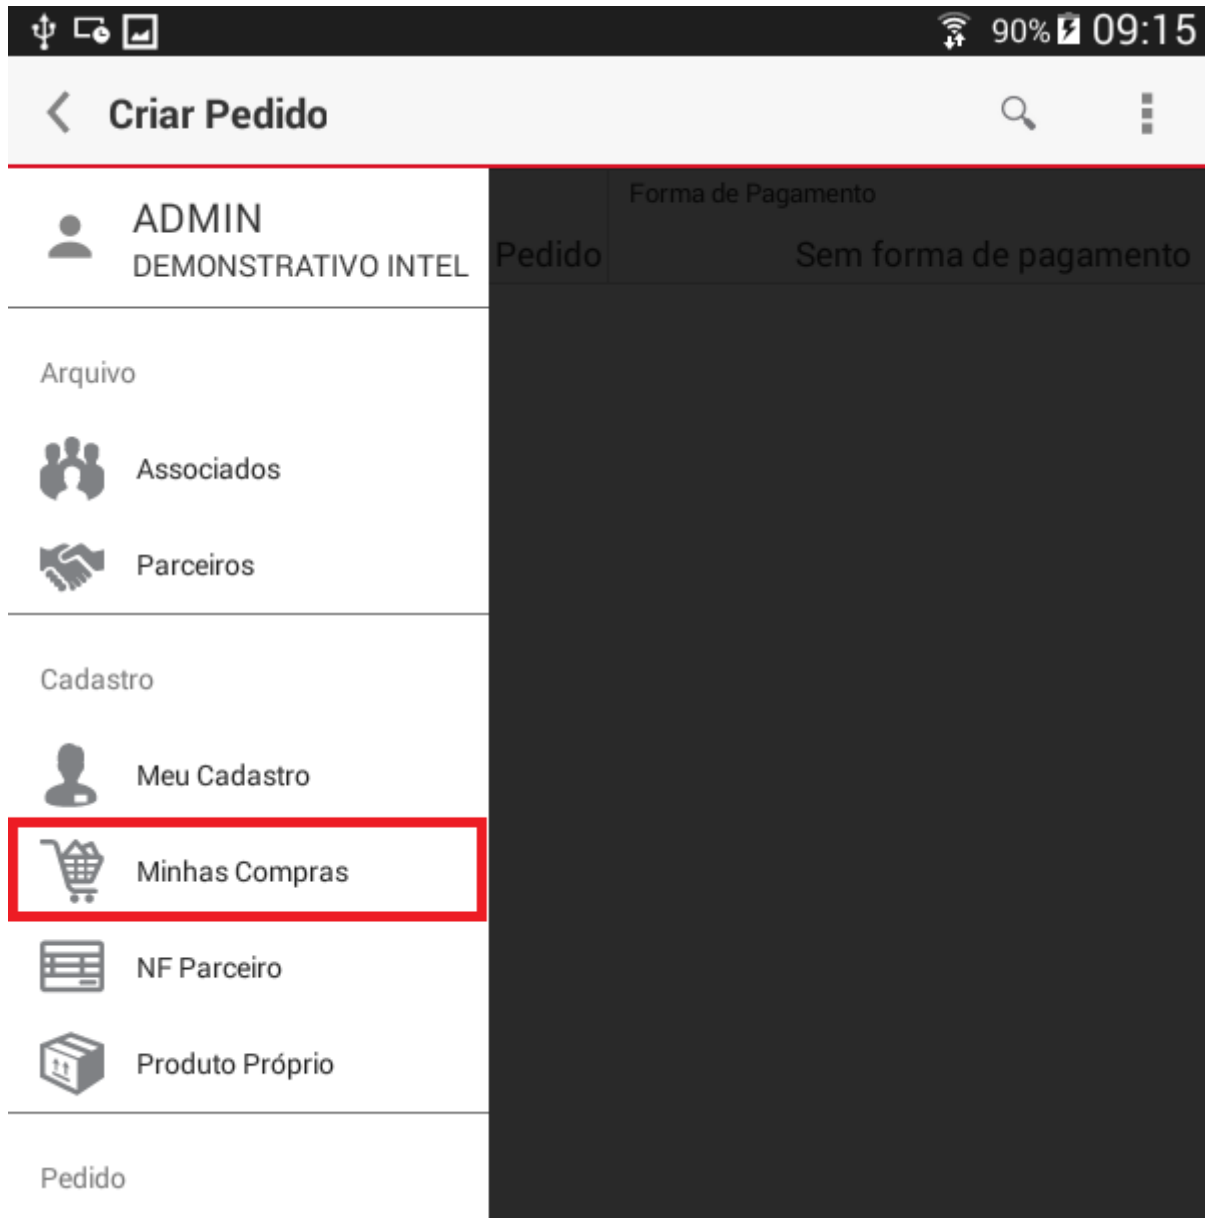 90% 09:15
Criar Pedido
ADMIN
DEMONSTRATIVO INTEL
Forma de Pagamento
Pedido
Sem forma de pagamento
Arquivo
Associados
Parceiros
Cadastro
Meu Cadastro
Minhas Compras
NF Parceiro
Produto Próprio
Pedido